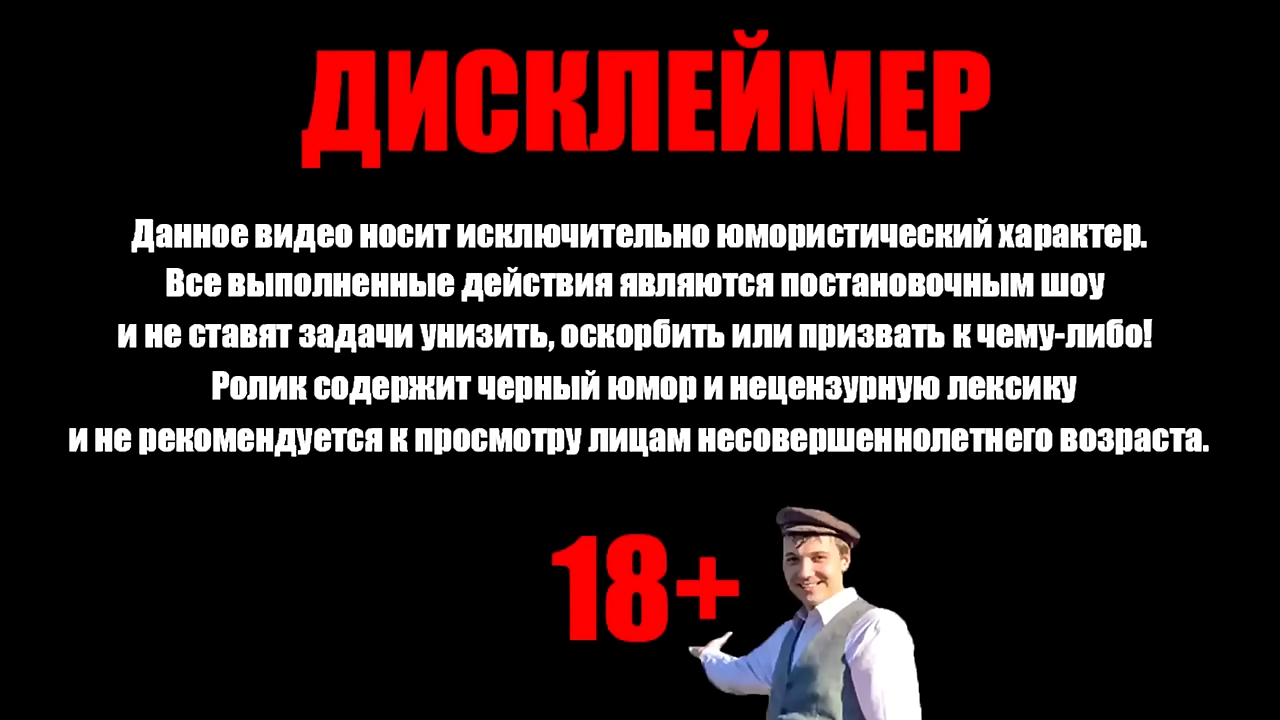 ДИСКЛЕЙМЕР
Данное видео носит исключительно юмористический характер.
Все выполненные действия являются постановочным шоу
и не ставят задачи унизить, оскорбить или призвать к чему-либо!
Ролик содержит черный юмор и нецензурную лексику
и не рекомендуется к просмотру лицам несовершеннолетнего возраста.
18+